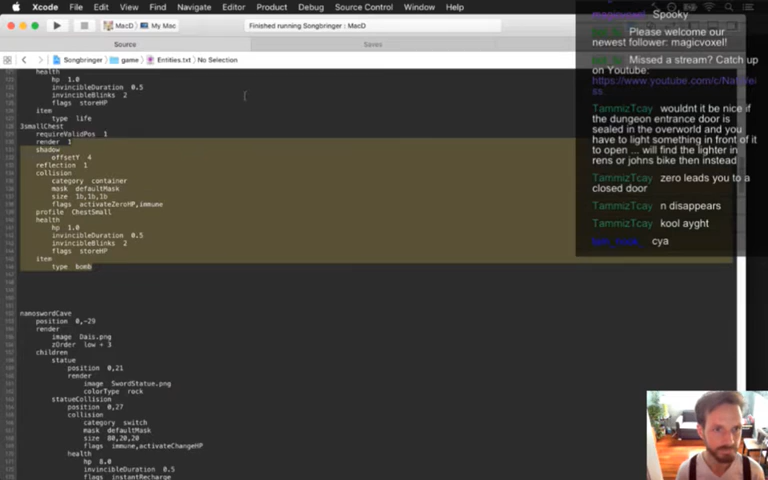 Xcode File Edit View Find Navigate Editor Product Debug Source Control Window Help
MacD My Mac Finished running Songbringer : MacD
Source Saves
Songbringer game Entities.txt No Selection
health
hp 1.0
invincibleDuration 0.5
invincibleBlinks 2
flags storeHP
item
type life
3smallChest
requireValidPos 1
render 1
shadow
offsetY 4
reflection 1
collision
category container
mask defaultMask
size 1b,1b,1b
flags activateZeroHP,immune
profile ChestSmall
health
hp 1.0
invincibleDuration 0.5
invincibleBlinks 2
flags storeHP
item
type bomb
nanoswordCave
position 0,-29
render
image Dais.png
zOrder low + 3
children
statue
position 0,21
render
image SwordStatue.png
colorType rock
statueCollision
position 0,27
collision
category switch
mask defaultMask
size 80,20,20
flags immune,activateChangeHP
health
hp 8.0
invincibleDuration 0.5
flags instantRecharge
magicvoxel: Spooky
Please welcome our
newest follower: magicvoxel!
Missed a stream? Catch up
on Youtube:
TammizTcay wouldnt it be nice if
the dungeon entrance door is
sealed in the overworld and you
have to light something in front of it
to open ... will find the lighter in
rens or johns bike then instead
TammizTcay zero leads you to a
closed door
TammizTcay n disappears
TammizTcay kool ayght
cya